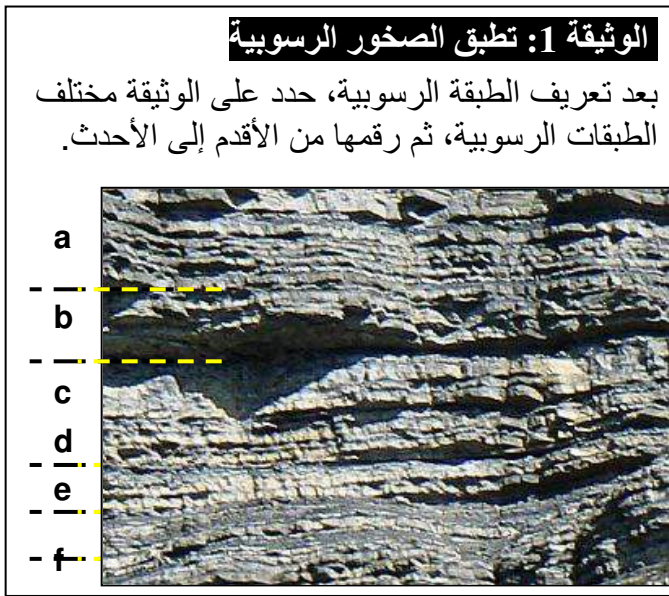 الوثيقة 1: تطبق الصخور الرسوبية
بعد تعريف الطبقة الرسوبية، حدد على الوثيقة مختلف
الطبقات الرسوبية، ثم رقمها من الأقدم إلى الأحدث.
a
b
c
d
e
f